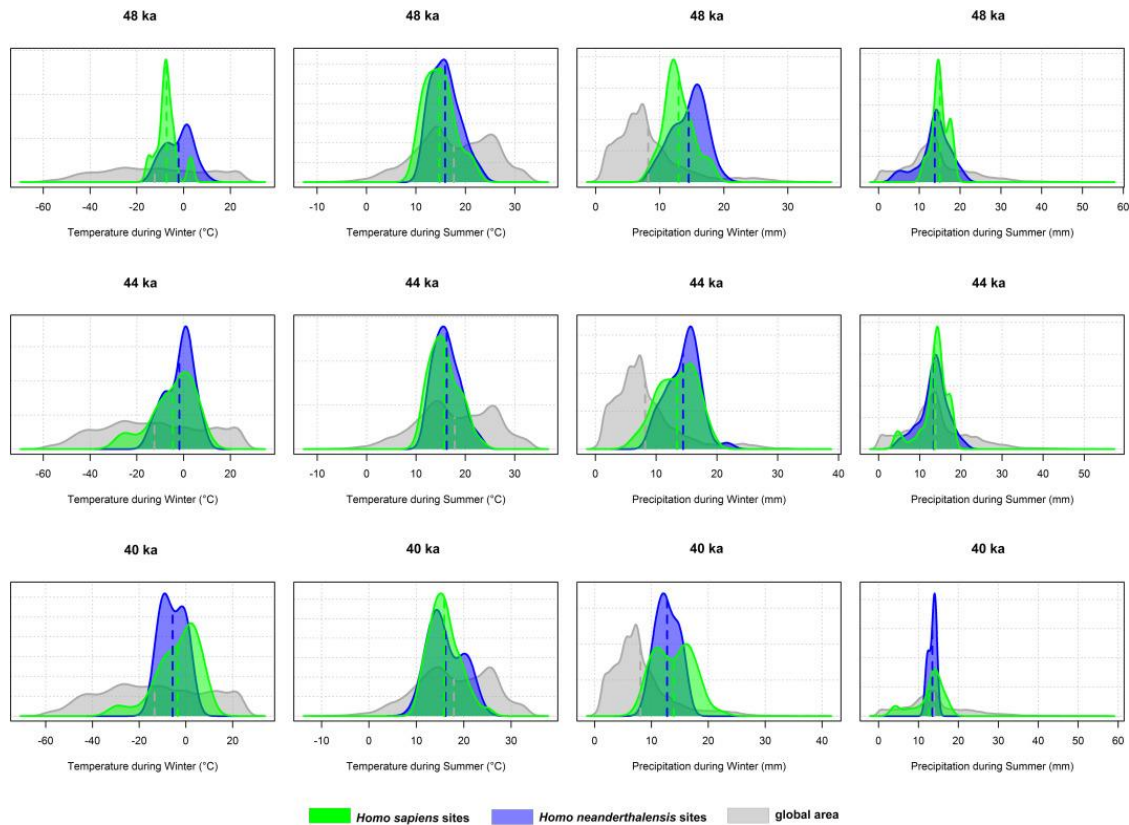 48 ka 48 ka 48 ka 48 ka
-60 -40 -20 0 20 -10 0 10 20 30 0 10 20 30 0 10 20 30 40 50 60
Temperature during Winter (°C) Temperature during Summer (°C) Precipitation during Winter (mm) Precipitation during Summer (mm)
44 ka 44 ka 44 ka 44 ka
-60 -40 -20 0 20 -10 0 10 20 30 0 10 20 30 40 0 10 20 30 40 50
Temperature during Winter (°C) Temperature during Summer (°C) Precipitation during Winter (mm) Precipitation during Summer (mm)
40 ka 40 ka 40 ka 40 ka
-60 -40 -20 0 20 -10 0 10 20 30 0 10 20 30 40 0 10 20 30 40 50 60
Temperature during Winter (°C) Temperature during Summer (°C) Precipitation during Winter (mm) Precipitation during Summer (mm)
Homo sapiens sites Homo neanderthalensis sites global area